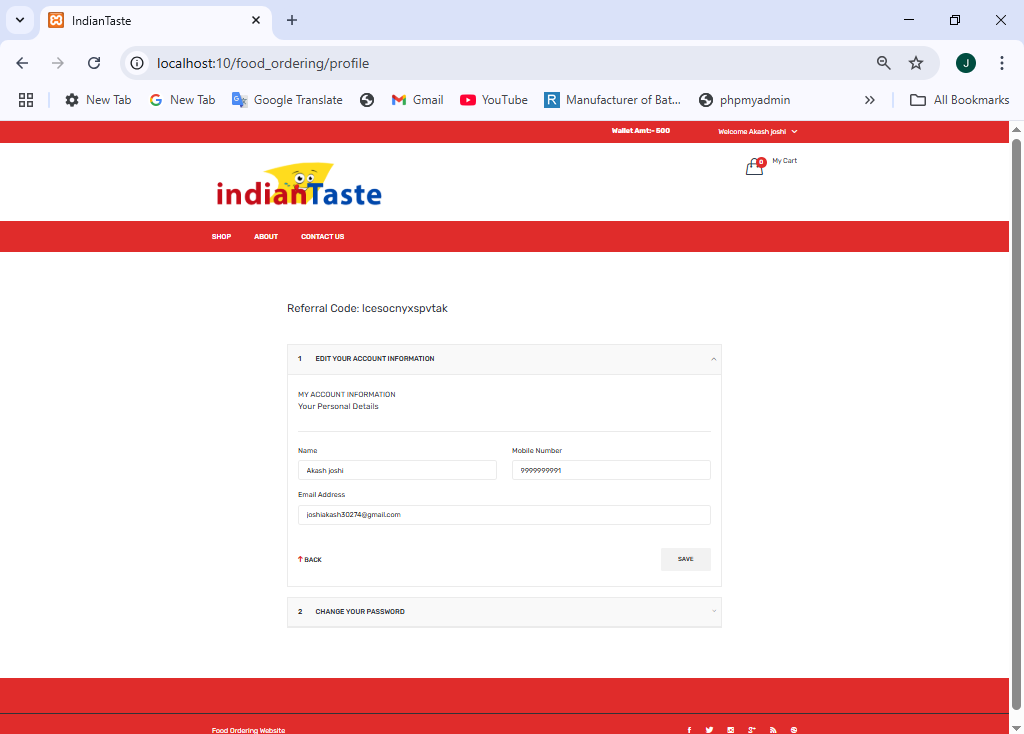 IndianTaste
localhost:10/food_ordering/profile
J
New Tab
New Tab
Google Translate
Gmail
YouTube
R
Manufacturer of Bat...
phpmyadmin
All Bookmarks
Wallet Amt:- 500
Welcome Akash joshi
indianTaste
0
My Cart
SHOP
ABOUT
CONTACT US
Referral Code: lcesocnyxspvtak
1 EDIT YOUR ACCOUNT INFORMATION
MY ACCOUNT INFORMATION
Your Personal Details
Name
Mobile Number
Akash joshi
9999999991
Email Address
joshiakash30274@gmail.com
BACK
SAVE
2 CHANGE YOUR PASSWORD
Food Ordering Website